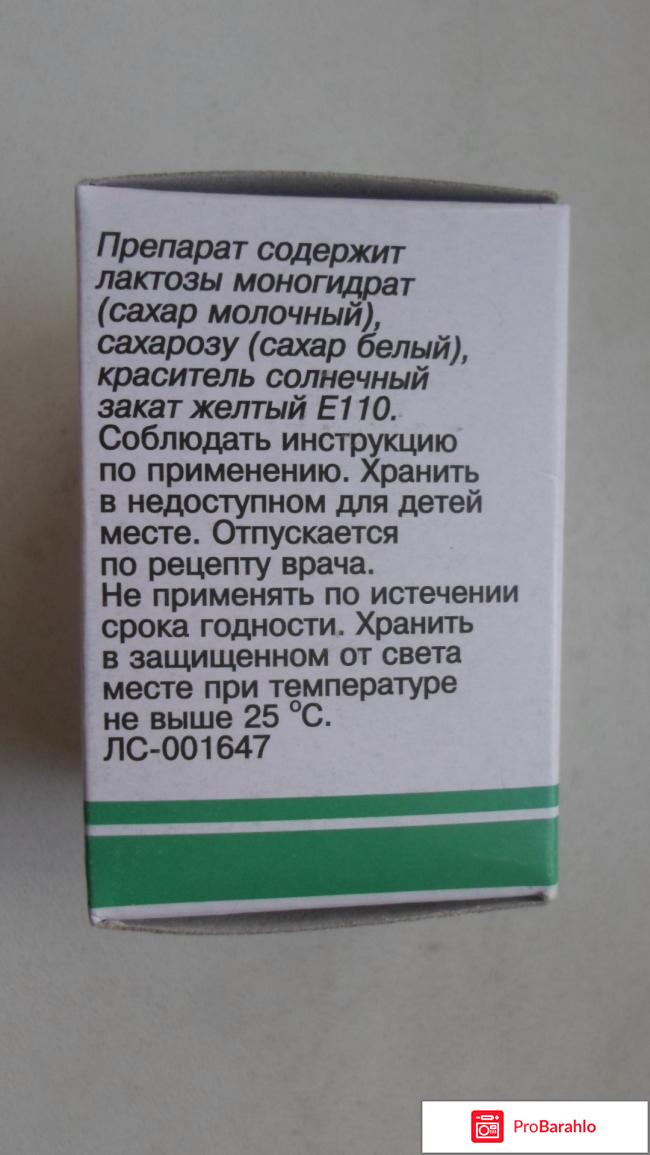 Препарат содержит
лактозы моногидрат
(сахар молочный),
сахарозу (сахар белый),
краситель солнечный
закат желтый Е110.
Соблюдать инструкцию
по применению. Хранить
в недоступном для детей
месте. Отпускается
по рецепту врача.
Не применять по истечении
срока годности. Хранить
в защищенном от света
месте при температуре
не выше 25 °С.
ЛС-001647
ProBarahlo